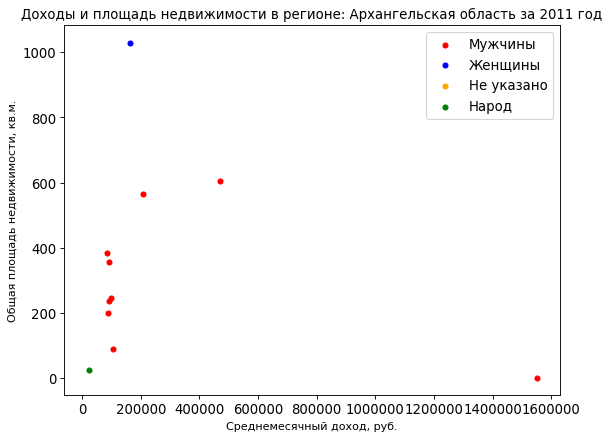 Доходы и площадь недвижимости в регионе: Архангельская область за 2011 год
Мужчины
Женщины
Не указано
Народ
1000
800
600
400
200
0
Общая площадь недвижимости, кв.м.
0 200000 400000 600000 800000 1000000 1200000 1400000 1600000
Среднемесячный доход, руб.